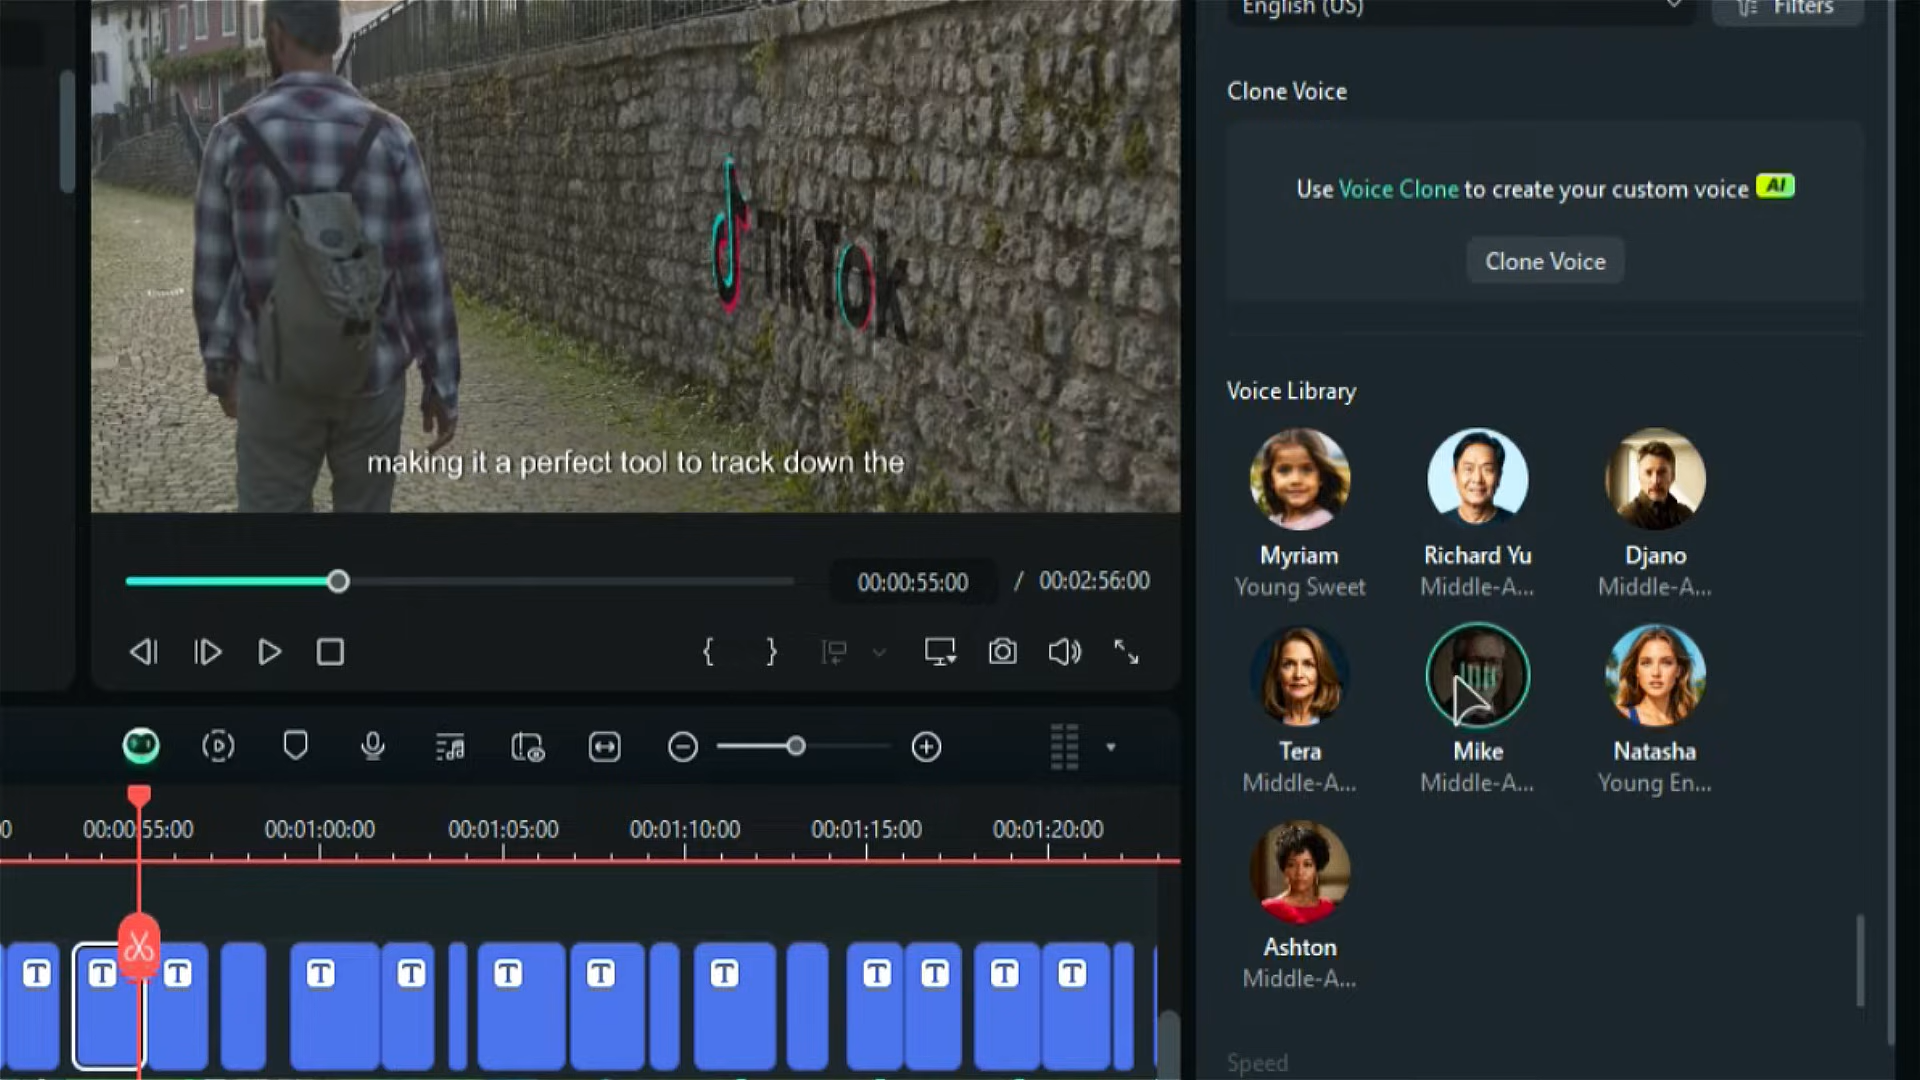 English (US)
Filters
Clone Voice
Use Voice Clone to create your custom voice AI
Clone Voice
TikTok
making it a perfect tool to track down the
Voice Library
Myriam
Young Sweet
Richard Yu
Middle-A...
Djano
Middle-A...
Tera
Middle-A...
Mike
Middle-A...
Natasha
Young En...
Ashton
Middle-A...
Speed
00:00:55:00 / 00:02:56:00
0 00:00:55:00 00:01:00:00 00:01:05:00 00:01:10:00 00:01:15:00 00:01:20:00
T T T T T T T T T T T